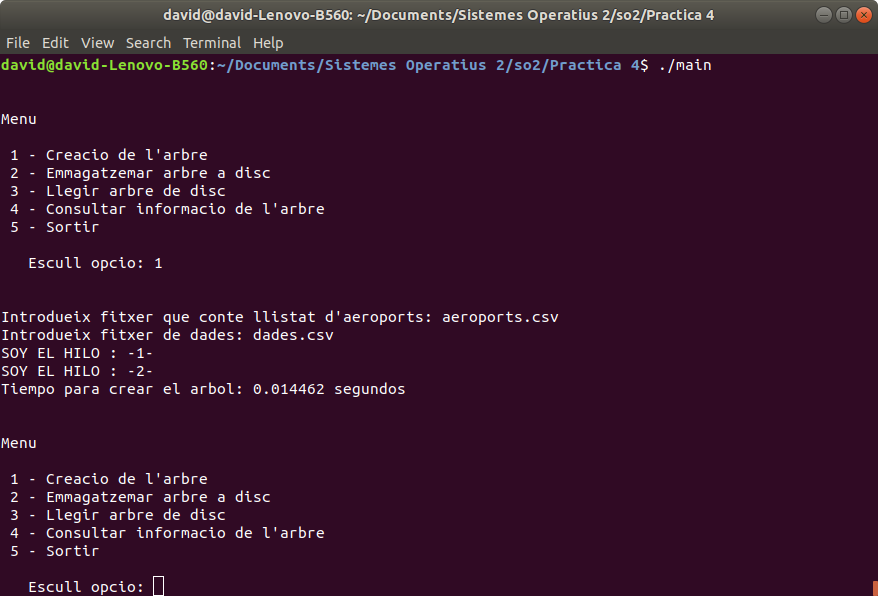 david@david-Lenovo-B560: ~/Documents/Sistemes Operatius 2/so2/Practica 4
File Edit View Search Terminal Help
david@david-Lenovo-B560:~/Documents/Sistemes Operatius 2/so2/Practica 4$ ./main
Menu
1 - Creacio de l'arbre
2 - Emmagatzemar arbre a disc
3 - Llegir arbre de disc
4 - Consultar informacio de l'arbre
5 - Sortir
Escull opcio: 1
Introdueix fitxer que conte llistat d'aeroports: aeroports.csv
Introdueix fitxer de dades: dades.csv
SOY EL HILO : -1-
SOY EL HILO : -2-
Tiempo para crear el arbol: 0.014462 segundos
Menu
1 - Creacio de l'arbre
2 - Emmagatzemar arbre a disc
3 - Llegir arbre de disc
4 - Consultar informacio de l'arbre
5 - Sortir
Escull opcio: